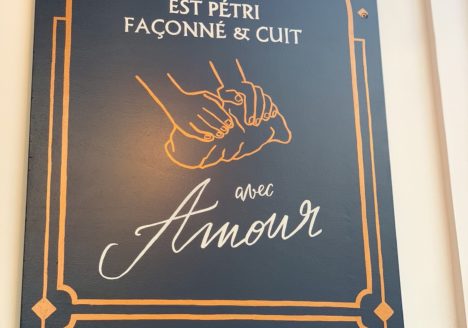 EST PÉTRI
FAÇONNÉ & CUIT
avec
Amour